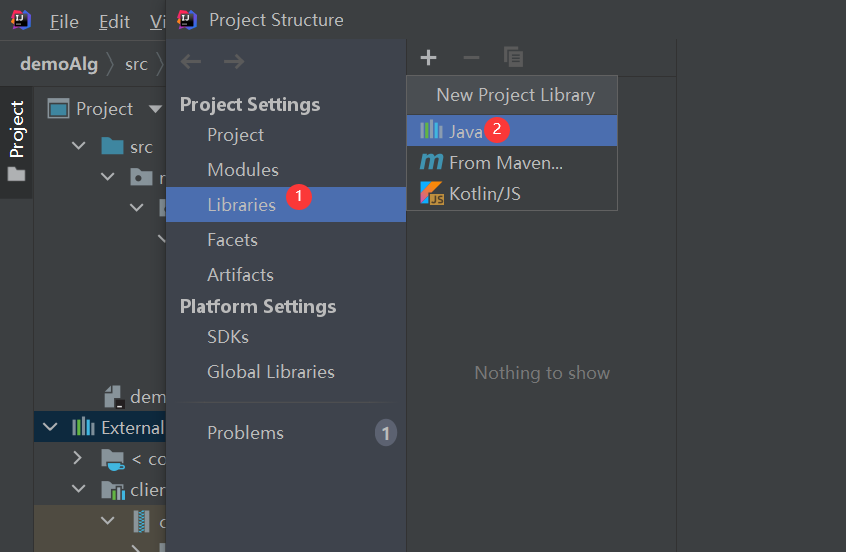 File Edit Vi
Project Structure
demoAlg src
Project
Project
src
dem
External
< co
clien
Project Settings
Project
Modules
Libraries 1
Facets
Artifacts
Platform Settings
SDKs
Global Libraries
Problems 1
New Project Library
Java 2
From Maven...
Kotlin/JS
Nothing to show